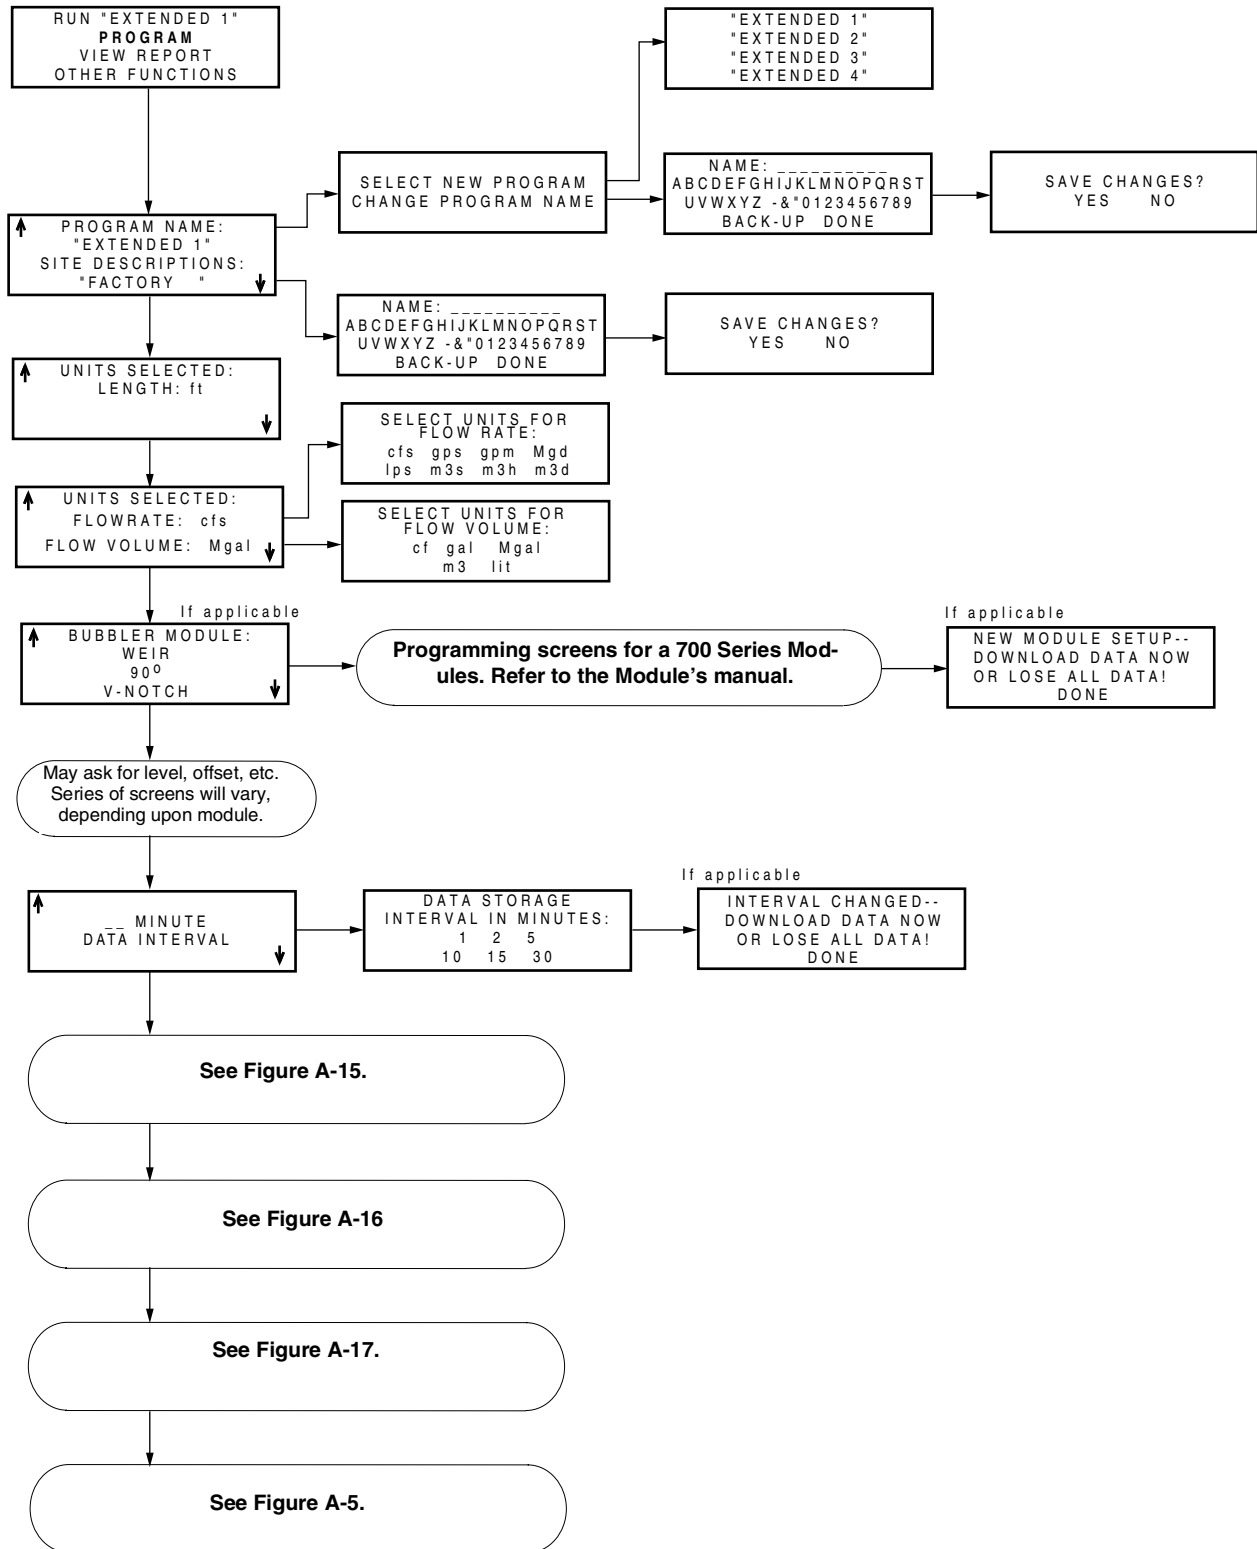 RUN "EXTENDED 1"
PROGRAM
VIEW REPORT
OTHER FUNCTIONS
"EXTENDED 1"
"EXTENDED 2"
"EXTENDED 3"
"EXTENDED 4"
SELECT NEW PROGRAM
CHANGE PROGRAM NAME
NAME: __________
ABCDEFGHIJKLMNOPQRST
UVWXYZ -&"0123456789
BACK-UP DONE
SAVE CHANGES?
YES NO
PROGRAM NAME:
"EXTENDED 1"
SITE DESCRIPTIONS:
"FACTORY "
NAME: __________
ABCDEFGHIJKLMNOPQRST
UVWXYZ -&"0123456789
BACK-UP DONE
SAVE CHANGES?
YES NO
UNITS SELECTED:
LENGTH: ft
SELECT UNITS FOR
FLOW RATE:
cfs gps gpm Mgd
lps m3s m3h m3d
UNITS SELECTED:
FLOWRATE: cfs
FLOW VOLUME: Mgal
SELECT UNITS FOR
FLOW VOLUME:
cf gal Mgal
m3 lit
If applicable
BUBBLER MODULE:
WEIR
90º
V-NOTCH
Programming screens for a 700 Series Mod-
ules. Refer to the Module's manual.
If applicable
NEW MODULE SETUP--
DOWNLOAD DATA NOW
OR LOSE ALL DATA!
DONE
May ask for level, offset, etc.
Series of screens will vary,
depending upon module.
__ MINUTE
DATA INTERVAL
DATA STORAGE
INTERVAL IN MINUTES:
1 2 5
10 15 30
If applicable
INTERVAL CHANGED--
DOWNLOAD DATA NOW
OR LOSE ALL DATA!
DONE
See Figure A-15.
See Figure A-16
See Figure A-17.
See Figure A-5.